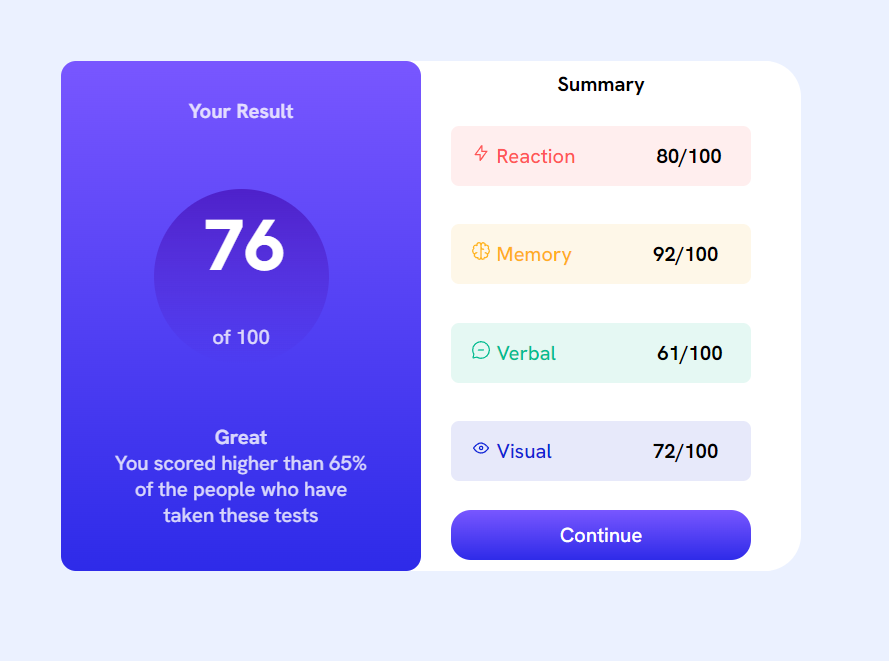 Your Result
76
of 100
Great
You scored higher than 65%
of the people who have
taken these tests
Summary
Reaction 80/100
Memory 92/100
Verbal 61/100
Visual 72/100
Continue